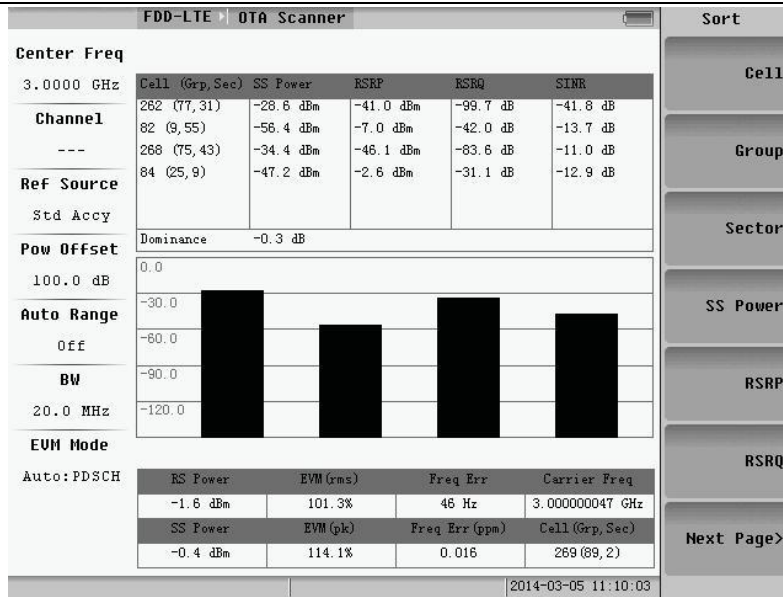 FDD-LTE OTA Scanner
Sort
Center Freq
3.0000 GHz
Channel
---
Ref Source
Std Accy
Pow Offset
100.0 dB
Auto Range
Off
BW
20.0 MHz
EVM Mode
Auto:PDSCH
Cell (Grp,Sec) SS Power RSRP RSRQ SINR
262 (77,31) -28.6 dBm -41.0 dBm -99.7 dB -41.8 dB
82 (9,55) -56.4 dBm -7.0 dBm -42.0 dB -13.7 dB
268 (75,43) -34.4 dBm -46.1 dBm -83.6 dB -11.0 dB
84 (25,9) -47.2 dBm -2.6 dBm -31.1 dB -12.9 dB
Dominance -0.3 dB
0.0
-30.0
-60.0
-90.0
-120.0
RS Power EVM(rms) Freq Err Carrier Freq
-1.6 dBm 101.3% 46 Hz 3.000000047 GHz
SS Power EVM(pk) Freq Err(ppm) Cell(Grp,Sec)
-0.4 dBm 114.1% 0.016 269(89,2)
2014-03-05 11:10:03
Cell
Group
Sector
SS Power
RSRP
RSRQ
Next Page>